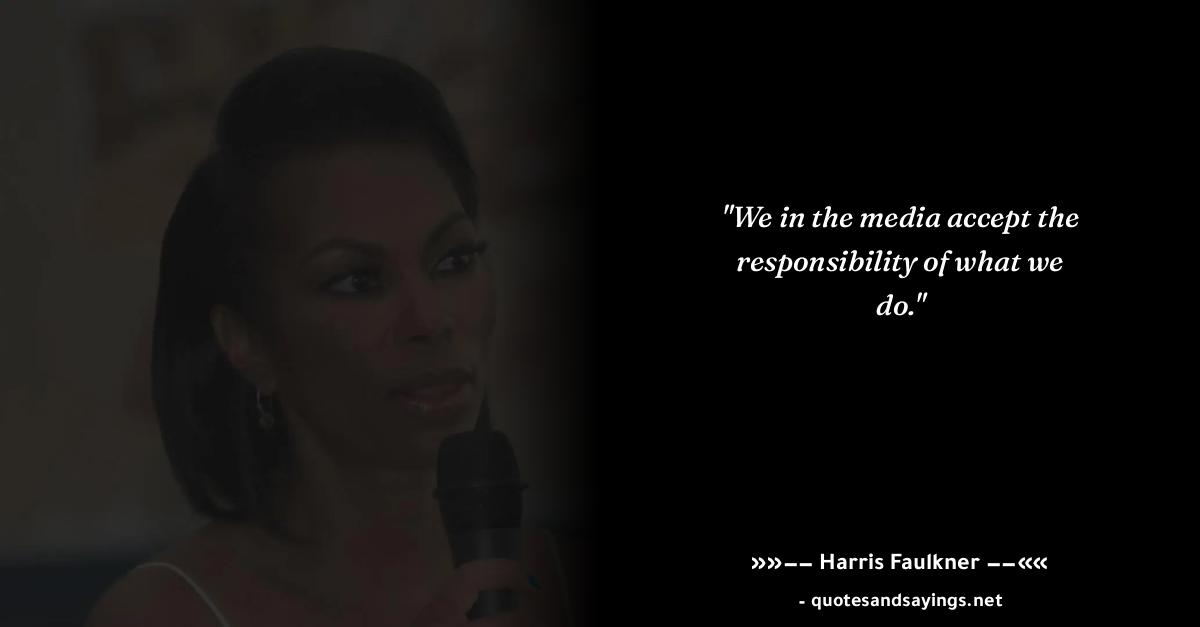 "We in the media accept the
responsibility of what we
do."
»»−− Harris Faulkner −−««
- quotesandsayings.net